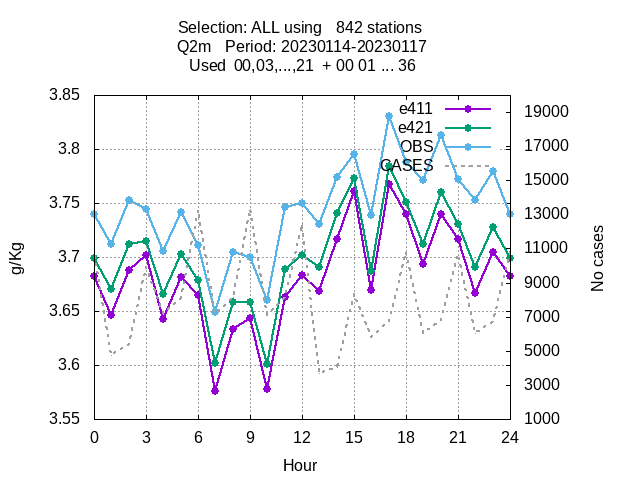 Selection: ALL using   842 stations
Q2m   Period: 20230114-20230117
Used  00,03,...,21  + 00 01 ... 36
3.85
3.8
3.75
3.7
3.65
3.6
3.55
g/Kg
e411
e421
OBS
CASES
19000
17000
15000
13000
11000
9000
7000
5000
3000
1000
No cases
0 3 6 9 12 15 18 21 24
Hour